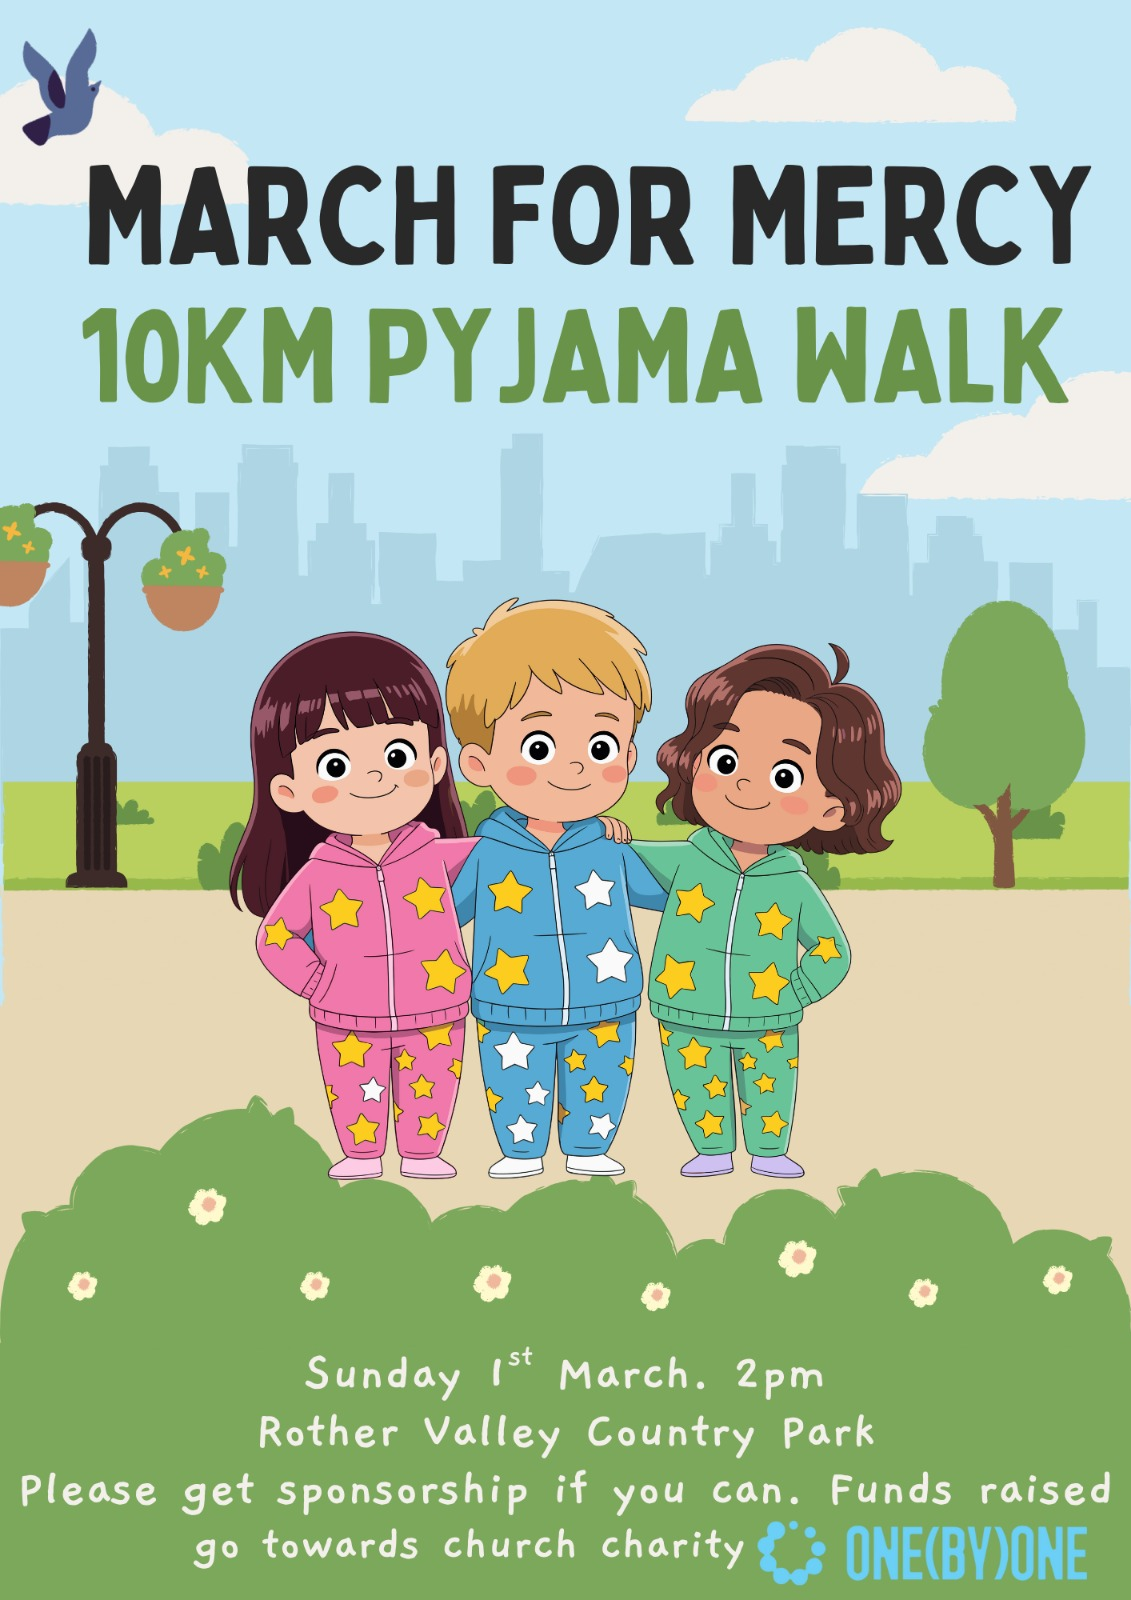 MARCH FOR MERCY
10KM PYJAMA WALK
Sunday 1st March. 2pm
Rother Valley Country Park
Please get sponsorship if you can. Funds raised
go towards church charity ONE(BY)ONE